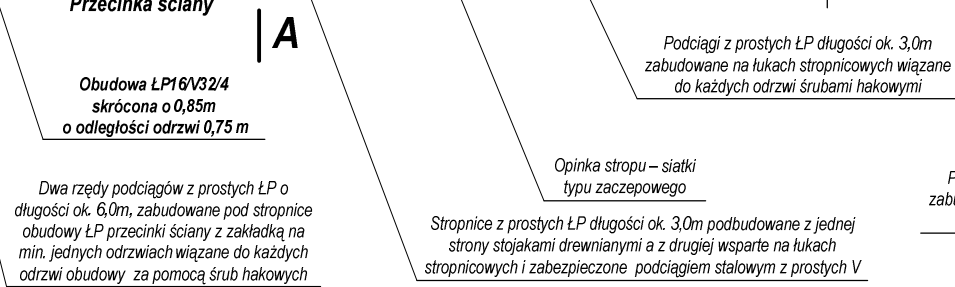 Przecinka ściany
A
Obudowa ŁP16/V32/4
skrócona o 0,85m
o odległości odrzwi 0,75 m
Dwa rzędy podciągów z prostych ŁP o
długości ok. 6,0m, zabudowane pod stropnice
obudowy ŁP przecinki ściany z zakładką na
min. jednych odrzwiach wiązane do każdych
odrzwi obudowy za pomocą śrub hakowych
Stropnice z prostych ŁP długości ok. 3,0m podbudowane z jednej
strony stojakami drewnianymi a z drugiej wsparte na łukach
stropnicowych i zabezpieczone podciągiem stalowym z prostych V
Opinka stropu – siatki
typu zaczepowego
Podciągi z prostych ŁP długości ok. 3,0m
zabudowane na łukach stropnicowych wiązane
do każdych odrzwi śrubami hakowymi